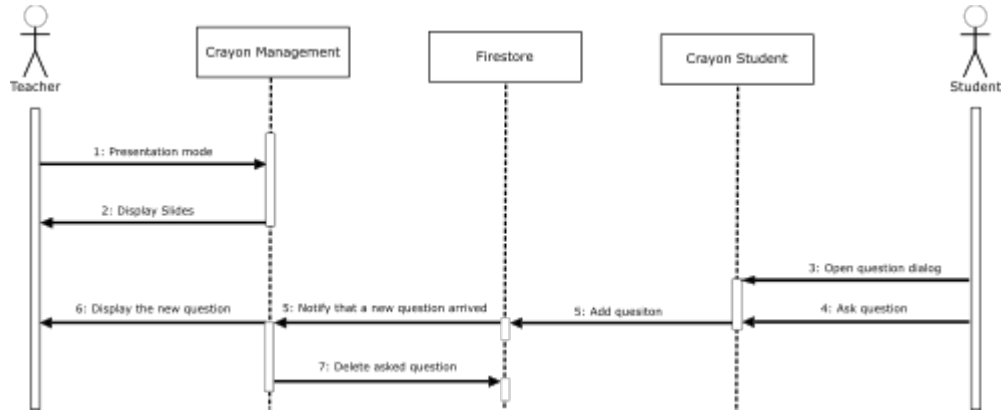 Crayon Management
Firestore
Crayon Student
Teacher
Student
1: Presentation mode
2: Display Slides
3: Open question dialog
6: Display the new question
5: Notify that a new question arrived
5: Add quesiton
4: Ask question
7: Delete asked question